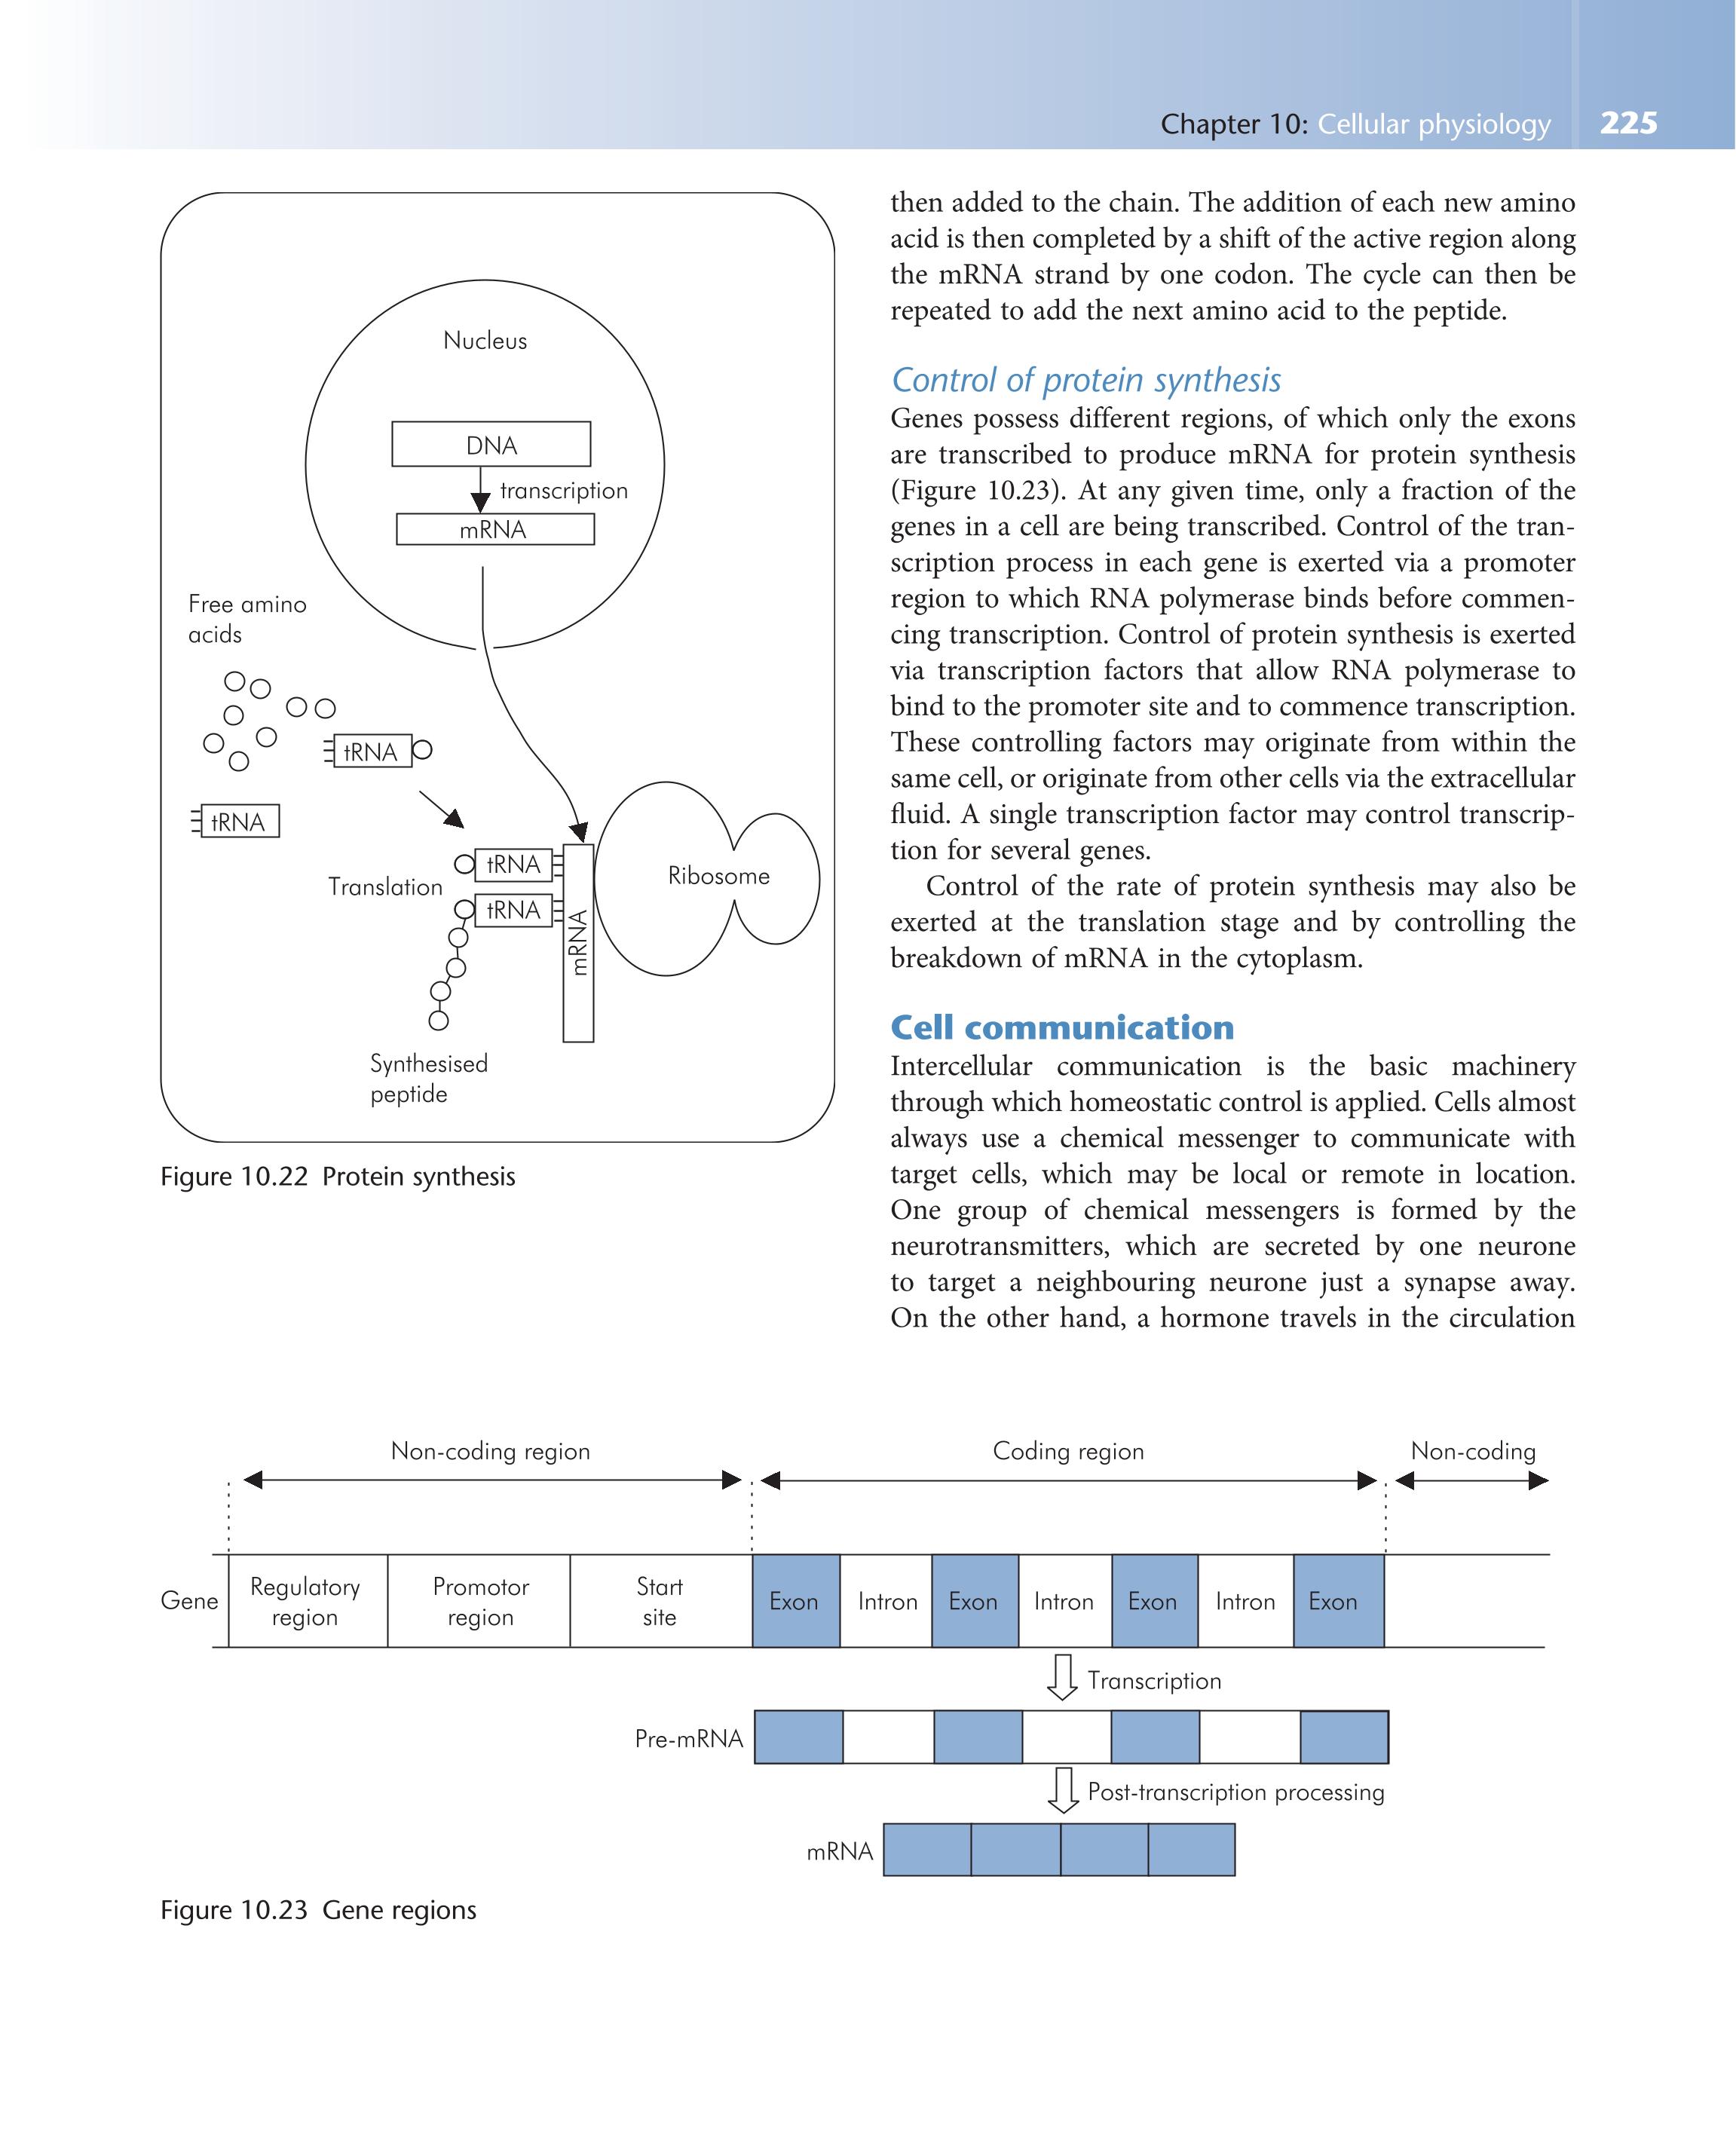 Chapter 10: Cellular physiology 225
Nucleus
DNA
transcription
mRNA
Free amino
acids
tRNA
tRNA
tRNA
Translation
tRNA
mRNA
Ribosome
Synthesised
peptide
Figure 10.22 Protein synthesis
then added to the chain. The addition of each new amino
acid is then completed by a shift of the active region along
the mRNA strand by one codon. The cycle can then be
repeated to add the next amino acid to the peptide.
Control of protein synthesis
Genes possess different regions, of which only the exons
are transcribed to produce mRNA for protein synthesis
(Figure 10.23). At any given time, only a fraction of the
genes in a cell are being transcribed. Control of the tran-
scription process in each gene is exerted via a promoter
region to which RNA polymerase binds before commen-
cing transcription. Control of protein synthesis is exerted
via transcription factors that allow RNA polymerase to
bind to the promoter site and to commence transcription.
These controlling factors may originate from within the
same cell, or originate from other cells via the extracellular
fluid. A single transcription factor may control transcrip-
tion for several genes.
Control of the rate of protein synthesis may also be
exerted at the translation stage and by controlling the
breakdown of mRNA in the cytoplasm.
Cell communication
Intercellular communication is the basic machinery
through which homeostatic control is applied. Cells almost
always use a chemical messenger to communicate with
target cells, which may be local or remote in location.
One group of chemical messengers is formed by the
neurotransmitters, which are secreted by one neurone
to target a neighbouring neurone just a synapse away.
On the other hand, a hormone travels in the circulation
Non-coding region Coding region Non-coding
Gene
Regulatory
region
Promotor
region
Start
site
Exon Intron Exon Intron Exon Intron Exon
Transcription
Pre-mRNA
Post-transcription processing
mRNA
Figure 10.23 Gene regions